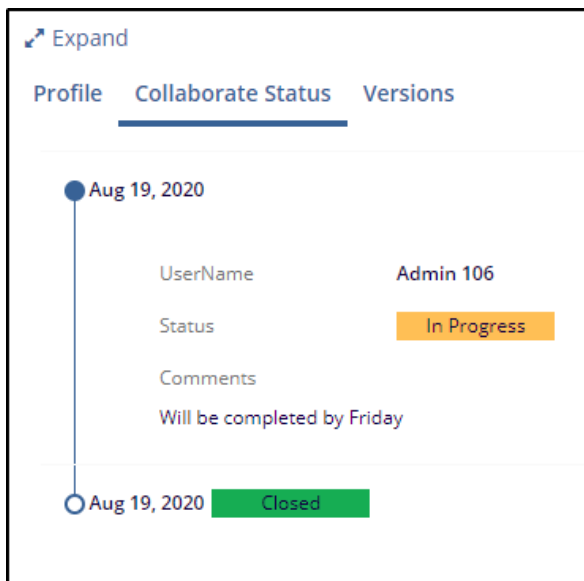 Expand
Profile Collaborate Status Versions
Aug 19, 2020
UserName Admin 106
Status In Progress
Comments
Will be completed by Friday
Aug 19, 2020 Closed